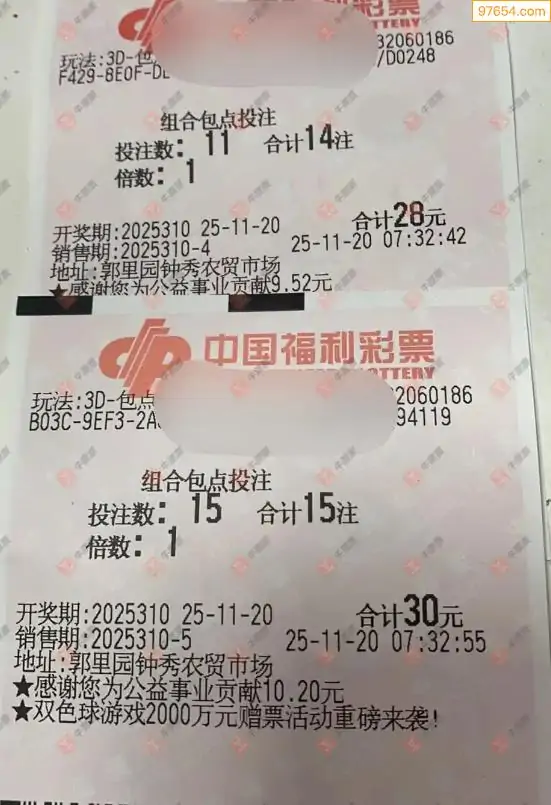 97654.com
中国福利彩票
LOTTERY
玩法:3D-包
32060186
F429-8E0F-D
/D0248
组合包点投注
投注数: 11 合计14注
倍数: 1
合计28元
开奖期:2025310 25-11-20
销售期:2025310-4 25-11-20 07:32:42
地址:郭里园钟秀农贸市场
★感谢您为公益事业贡献9.52元
中国福利彩票
LOTTERY
玩法:3D-包点
2060186
B03C-9EF3-2A
94119
组合包点投注
投注数: 15 合计15注
倍数: 1
开奖期:2025310 25-11-20 合计30元
销售期:2025310-5 25-11-20 07:32:55
地址:郭里园钟秀农贸市场
★感谢您为公益事业贡献10.20元
★双色球游戏2000万元赠票活动重磅来袭!